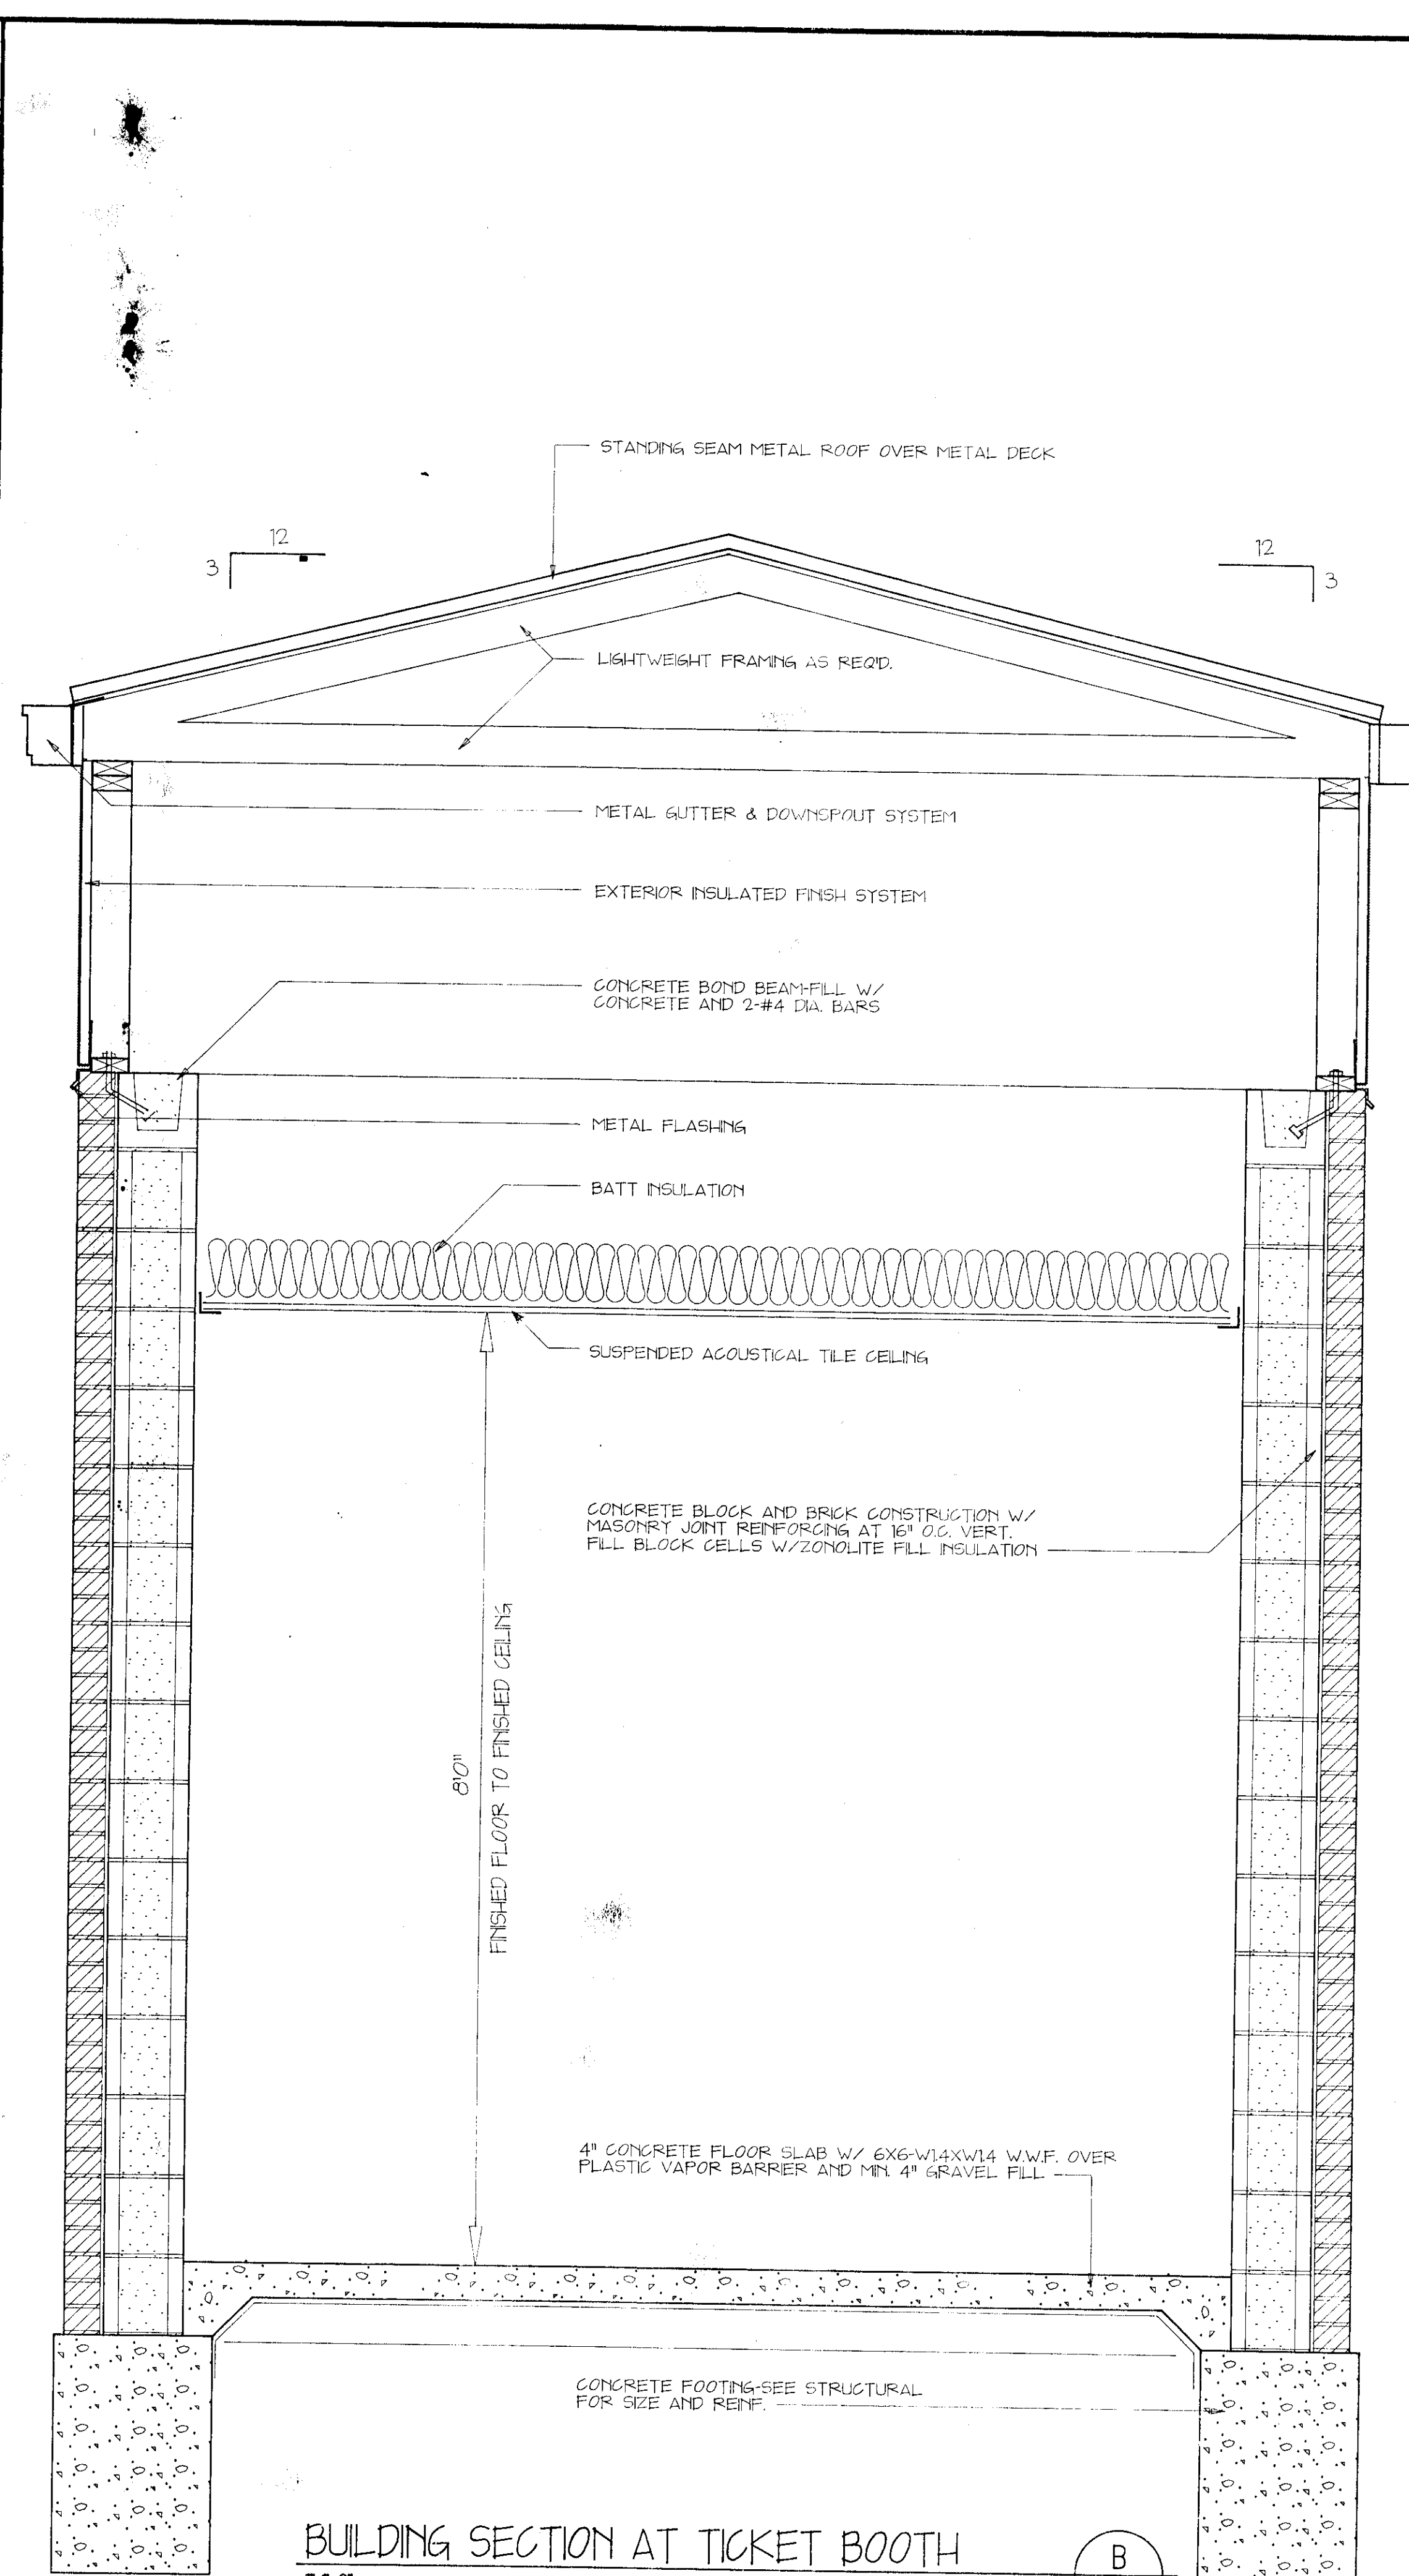 STANDING SEAM METAL ROOF OVER METAL DECK
12
3
12
3
LIGHTWEIGHT FRAMING AS REQ'D.
METAL GUTTER & DOWNSPOUT SYSTEM
EXTERIOR INSULATED FINISH SYSTEM
CONCRETE BOND BEAM-FILL W/
CONCRETE AND 2-#4 DIA. BARS
METAL FLASHING
BATT INSULATION
SUSPENDED ACOUSTICAL TILE CEILING
CONCRETE BLOCK AND BRICK CONSTRUCTION W/
MASONRY JOINT REINFORCING AT 16" O.C. VERT.
FILL BLOCK CELLS W/ZONOLITE FILL INSULATION
8'0"
FINISHED FLOOR TO FINISHED CEILING
4" CONCRETE FLOOR SLAB W/ 6X6-W1.4XW1.4 W.W.F. OVER
PLASTIC VAPOR BARRIER AND MIN. 4" GRAVEL FILL
CONCRETE FOOTING-SEE STRUCTURAL
FOR SIZE AND REINF.
BUILDING SECTION AT TICKET BOOTH
B